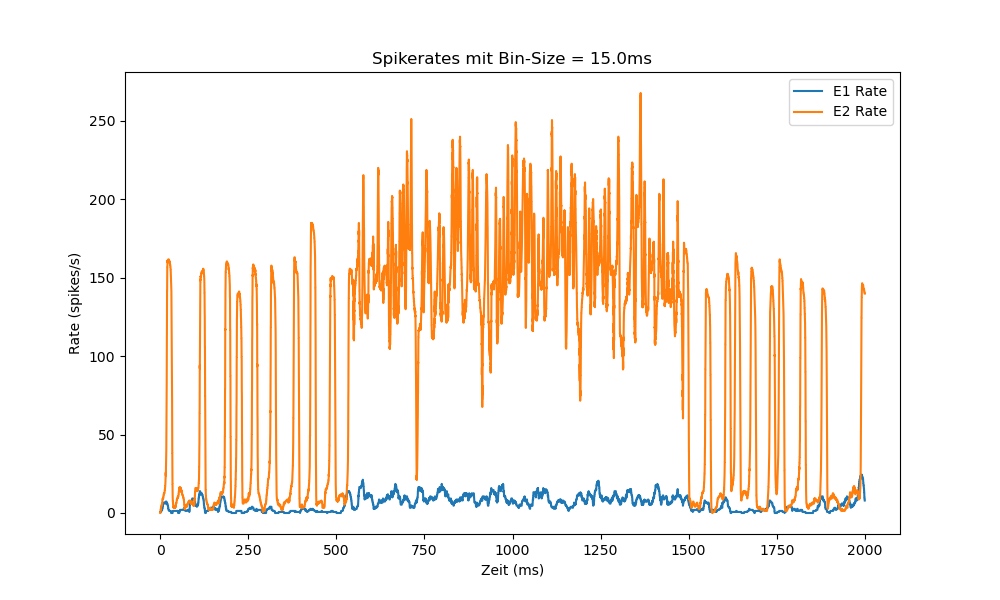 Spikerates mit Bin-Size = 15.0ms
E1 Rate
E2 Rate
250
200
150
100
50
0
Rate (spikes/s)
0 250 500 750 1000 1250 1500 1750 2000
Zeit (ms)